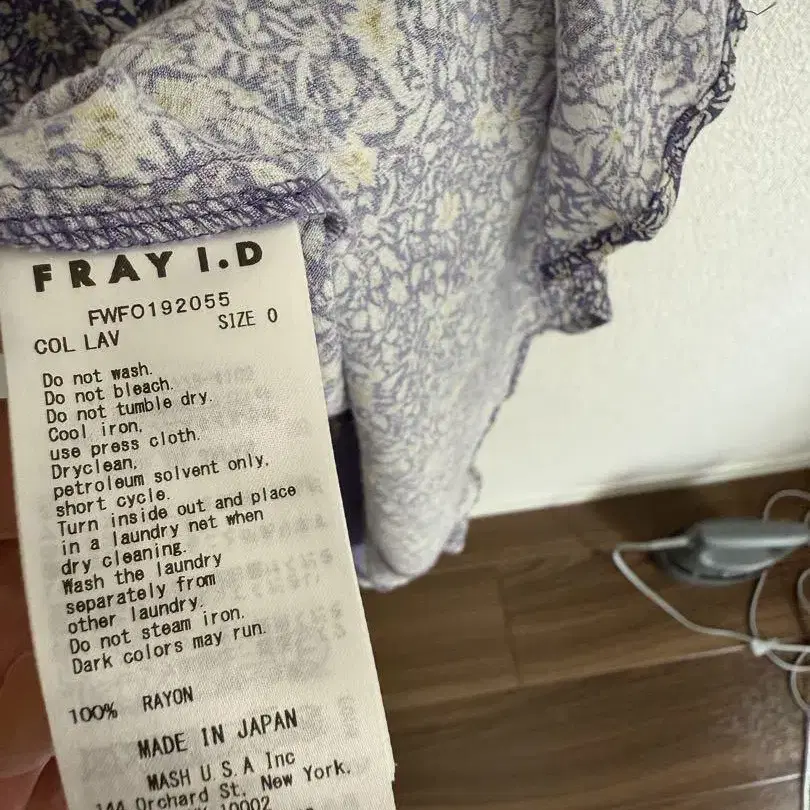 FRAY I.D
FWFO192055
COL LAV SIZE 0
Do not wash.
Do not bleach.
Do not tumble dry.
Cool iron,
use press cloth.
Dryclean,
petroleum solvent only,
short cycle.
Turn inside out and place
in a laundry net when
dry cleaning.
Wash the laundry
separately from
other laundry.
Do not steam iron.
Dark colors may run.
100% RAYON
MADE IN JAPAN
MASH U.S.A Inc
144 Orchard St. New York,
10002